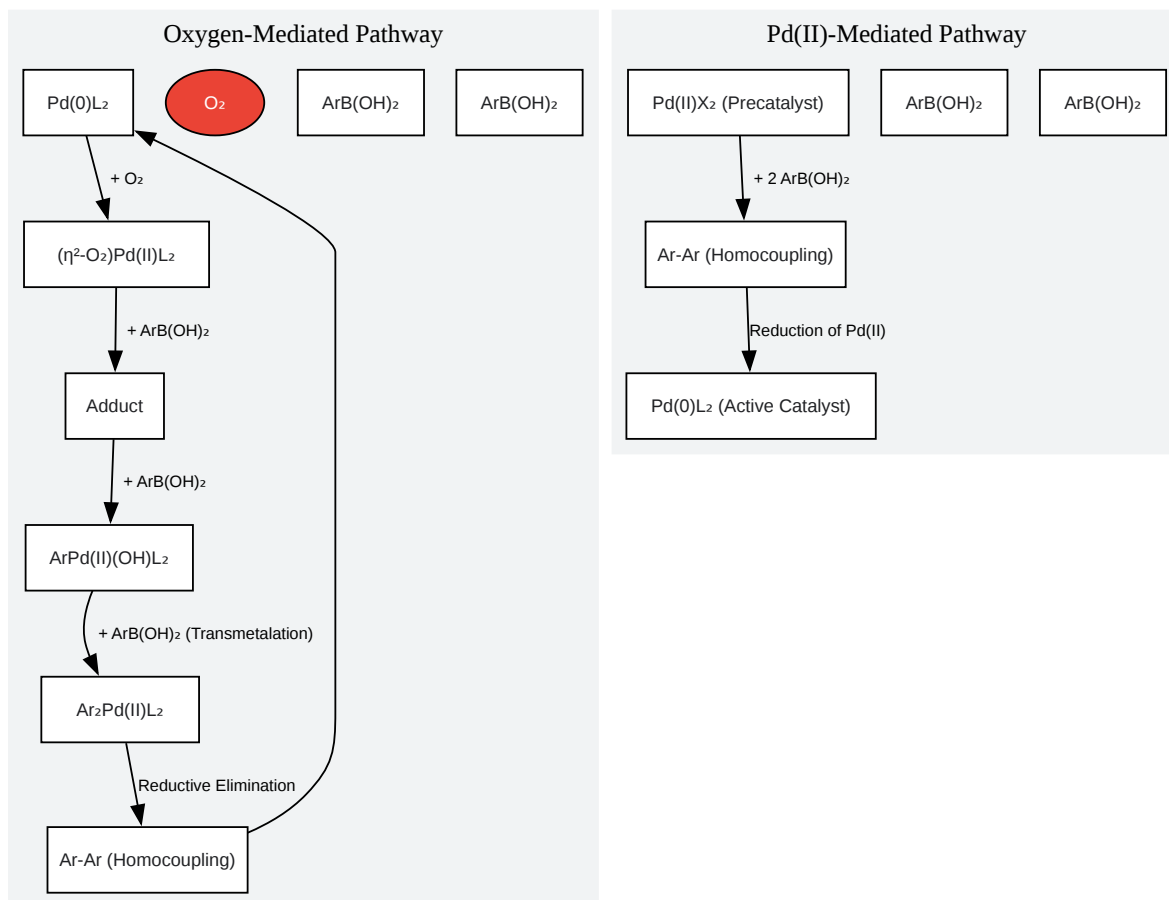 Oxygen-Mediated Pathway
Pd(0)L₂
O₂
ArB(OH)₂
ArB(OH)₂
+ O₂
(η²-O₂)Pd(II)L₂
+ ArB(OH)₂
Adduct
+ ArB(OH)₂
ArPd(II)(OH)L₂
+ ArB(OH)₂ (Transmetalation)
Ar₂Pd(II)L₂
Reductive Elimination
Ar-Ar (Homocoupling)
Pd(II)-Mediated Pathway
Pd(II)X₂ (Precatalyst)
ArB(OH)₂
ArB(OH)₂
+ 2 ArB(OH)₂
Ar-Ar (Homocoupling)
Reduction of Pd(II)
Pd(0)L₂ (Active Catalyst)